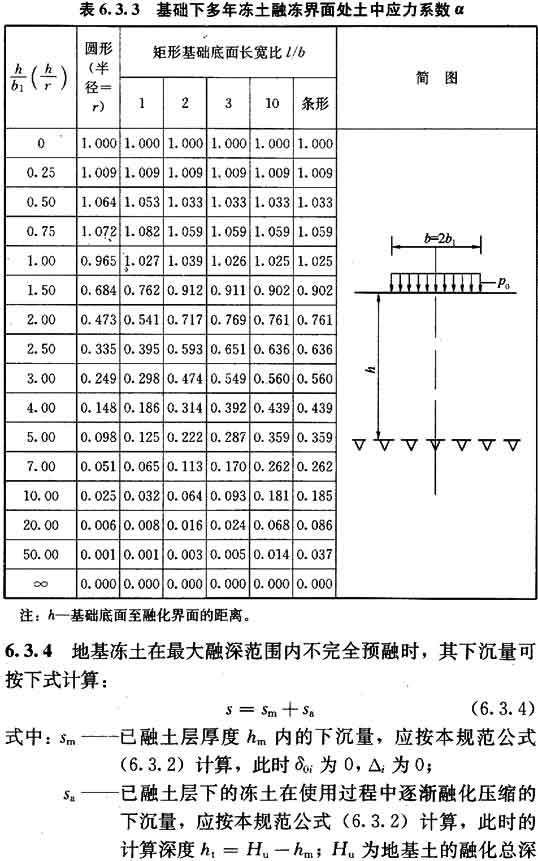 表 6.3.3 基础下多年冻土融冻界面处土中应力系数 α
h/b₁ (h/r) 圆形(半径=r) 矩形基础底面长宽比 l/b 简 图
1 2 3 10 条形
0 1.000 1.000 1.000 1.000 1.000 1.000
0.25 1.009 1.009 1.009 1.009 1.009 1.009
0.50 1.064 1.053 1.033 1.033 1.033 1.033
0.75 1.072 1.082 1.059 1.059 1.059 1.059
1.00 0.965 1.027 1.039 1.026 1.025 1.025
1.50 0.684 0.762 0.912 0.911 0.902 0.902
2.00 0.473 0.541 0.717 0.769 0.761 0.761
2.50 0.335 0.395 0.593 0.651 0.636 0.636
3.00 0.249 0.298 0.474 0.549 0.560 0.560
4.00 0.148 0.186 0.314 0.392 0.439 0.439
5.00 0.098 0.125 0.222 0.287 0.359 0.359
7.00 0.051 0.065 0.113 0.170 0.262 0.262
10.00 0.025 0.032 0.064 0.093 0.181 0.185
20.00 0.006 0.008 0.016 0.024 0.068 0.086
50.00 0.001 0.001 0.003 0.005 0.014 0.037
∞ 0.000 0.000 0.000 0.000 0.000 0.000
b=2b₁
p₀
h
注：h—基础底面至融化界面的距离。
6.3.4 地基冻土在最大融深范围内不完全预融时，其下沉量可
按下式计算：
s = sₘ + sₐ (6.3.4)
式中：sₘ——已融土层厚度 hₘ 内的下沉量，应按本规范公式
(6.3.2) 计算，此时 δ₀ᵢ 为 0，Δᵢ 为 0；
sₐ——已融土层下的冻土在使用过程中逐渐融化压缩的
下沉量，应按本规范公式 (6.3.2) 计算，此时的
计算深度 hₜ = Hᵤ − hₘ；Hᵤ 为地基土的融化总深